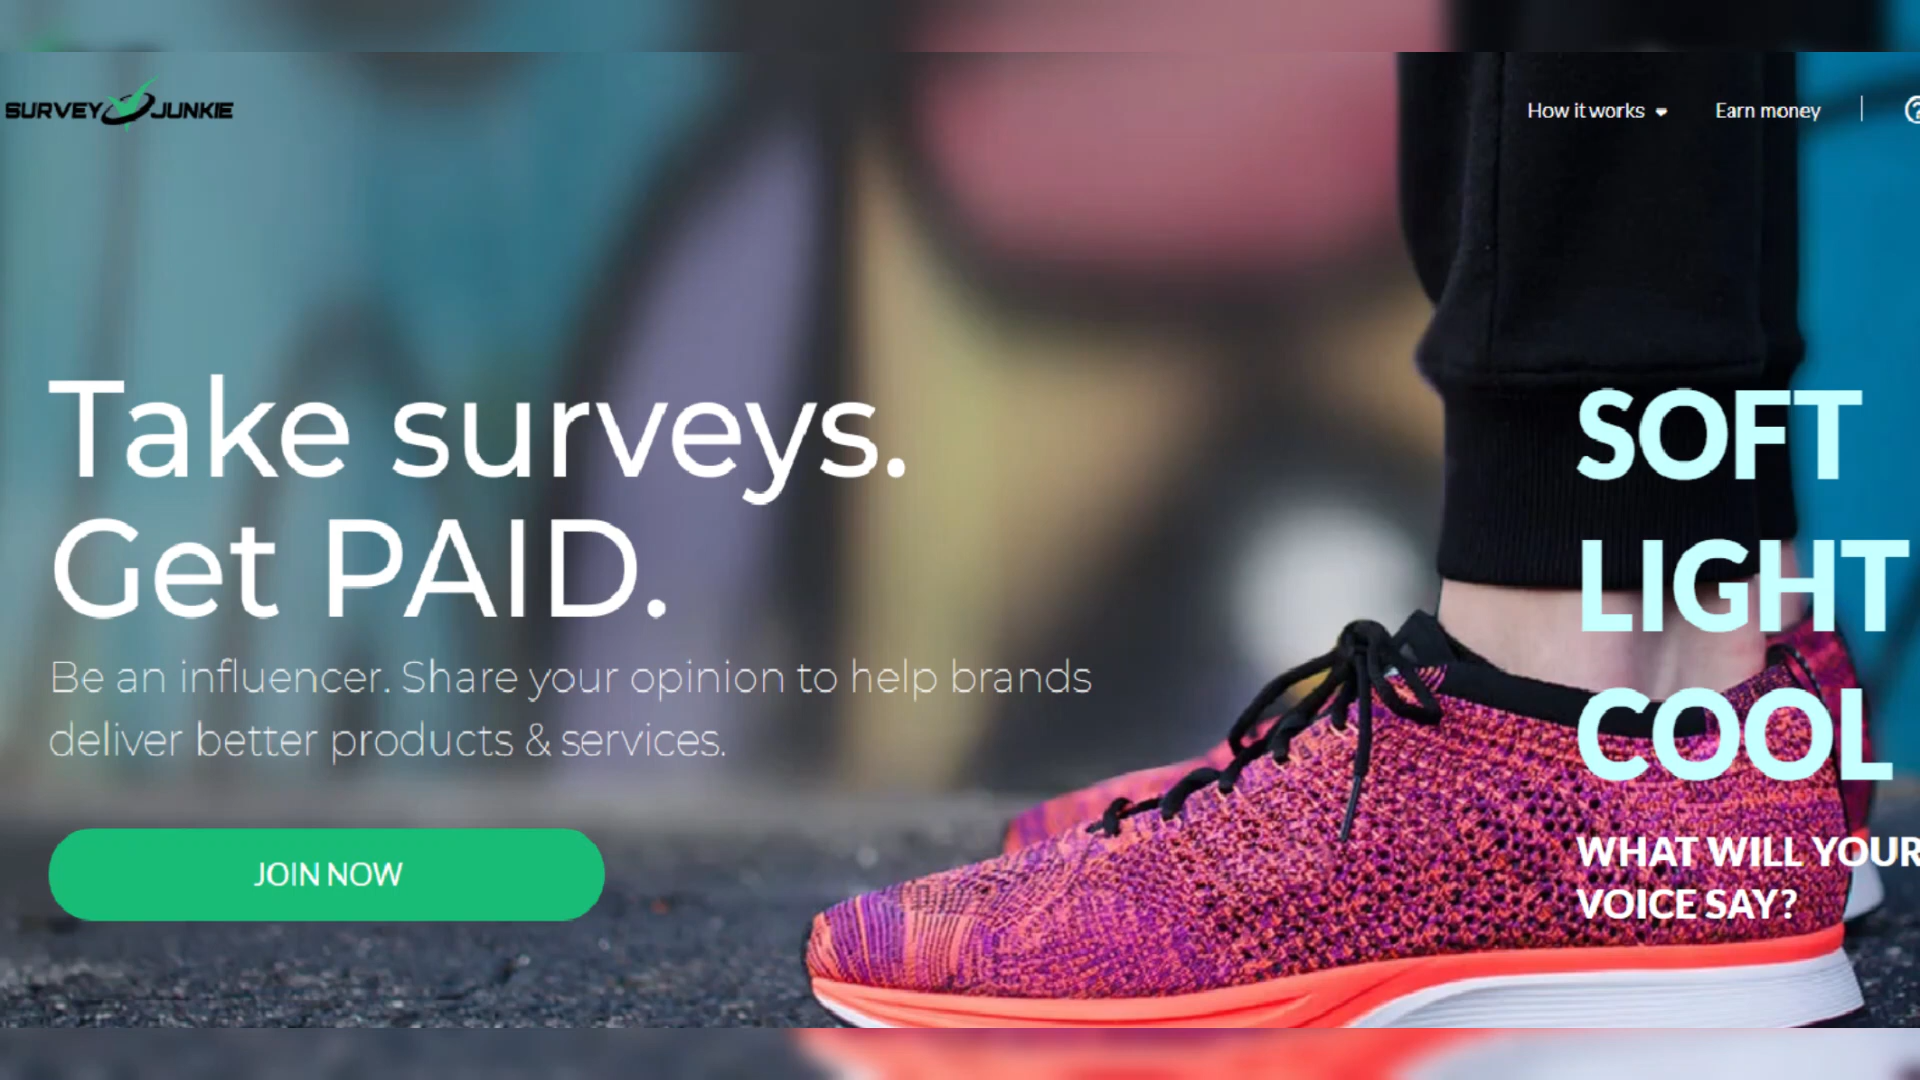 SURVEY JUNKIE
How it works
Earn money
Take surveys.
Get PAID.
Be an influencer. Share your opinion to help brands
deliver better products & services.
JOIN NOW
SOFT
LIGHT
COOL
WHAT WILL YOUR
VOICE SAY?